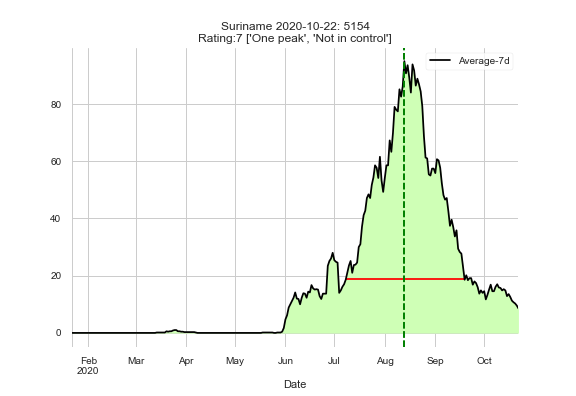 Suriname 2020-10-22: 5154
Rating:7 ['One peak', 'Not in control']
Average-7d
80
60
40
20
0
Feb Mar Apr May Jun Jul Aug Sep Oct
2020
Date